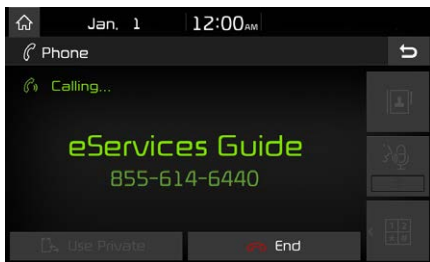 Jan. 1 12:00AM
Phone
Calling...
eServices Guide
855-614-6440
Use Private End